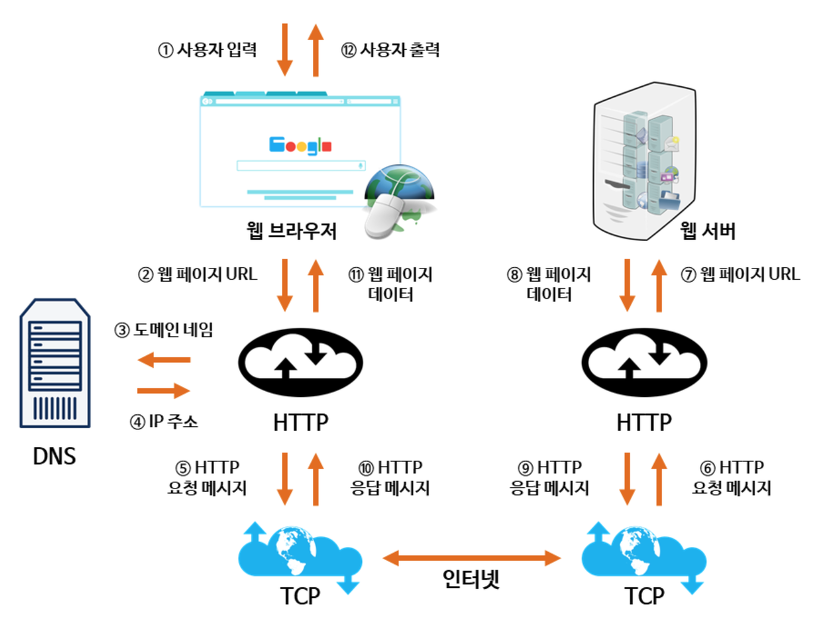 ① 사용자 입력
⑫ 사용자 출력
Google
웹 브라우저
웹 서버
② 웹 페이지 URL
⑪ 웹 페이지
데이터
⑧ 웹 페이지
데이터
⑦ 웹 페이지 URL
③ 도메인 네임
④ IP 주소
DNS
HTTP
HTTP
⑤ HTTP
요청 메시지
⑩ HTTP
응답 메시지
⑨ HTTP
응답 메시지
⑥ HTTP
요청 메시지
인터넷
TCP
TCP